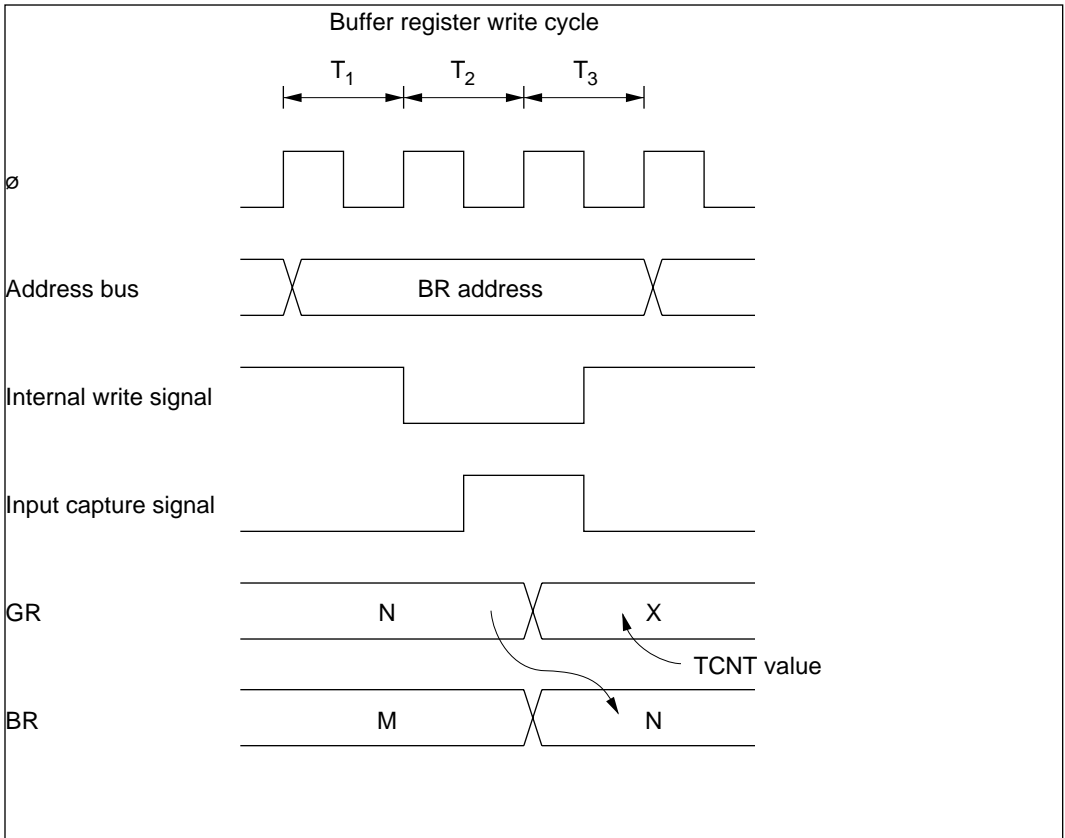 Buffer register write cycle
T1 T2 T3
ø
Address bus BR address
Internal write signal
Input capture signal
GR N X
TCNT value
BR M N